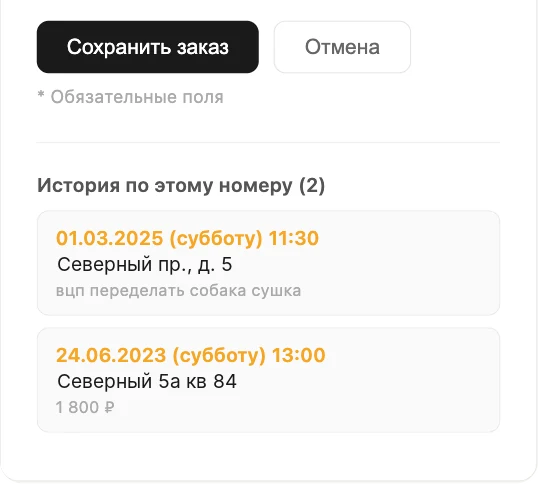 Сохранить заказ
Отмена
* Обязательные поля
История по этому номеру (2)
01.03.2025 (субботу) 11:30
Северный пр., д. 5
вцп переделать собака сушка
24.06.2023 (субботу) 13:00
Северный 5а кв 84
1 800 ₽